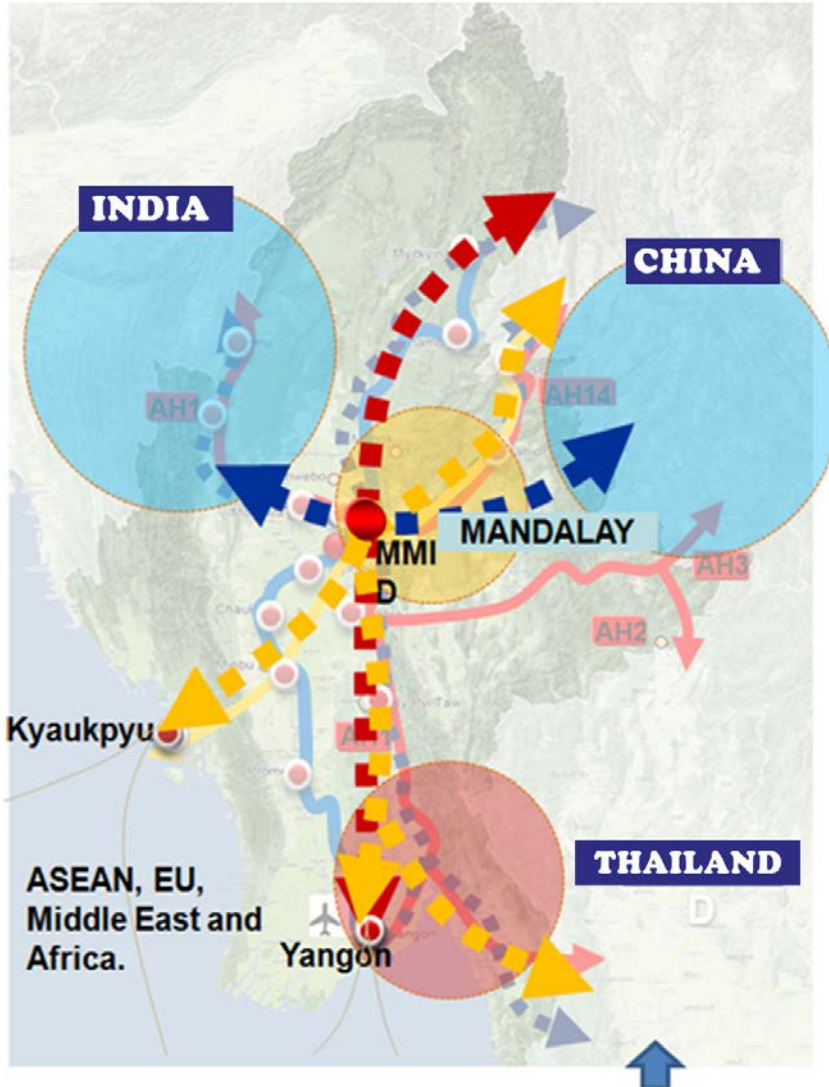 INDIA
CHINA
AH1
AH14
MMI
D
MANDALAY
AH3
AH2
Kyaukpyu
AH1
THAILAND
D
ASEAN, EU,
Middle East and
Africa.
Yangon